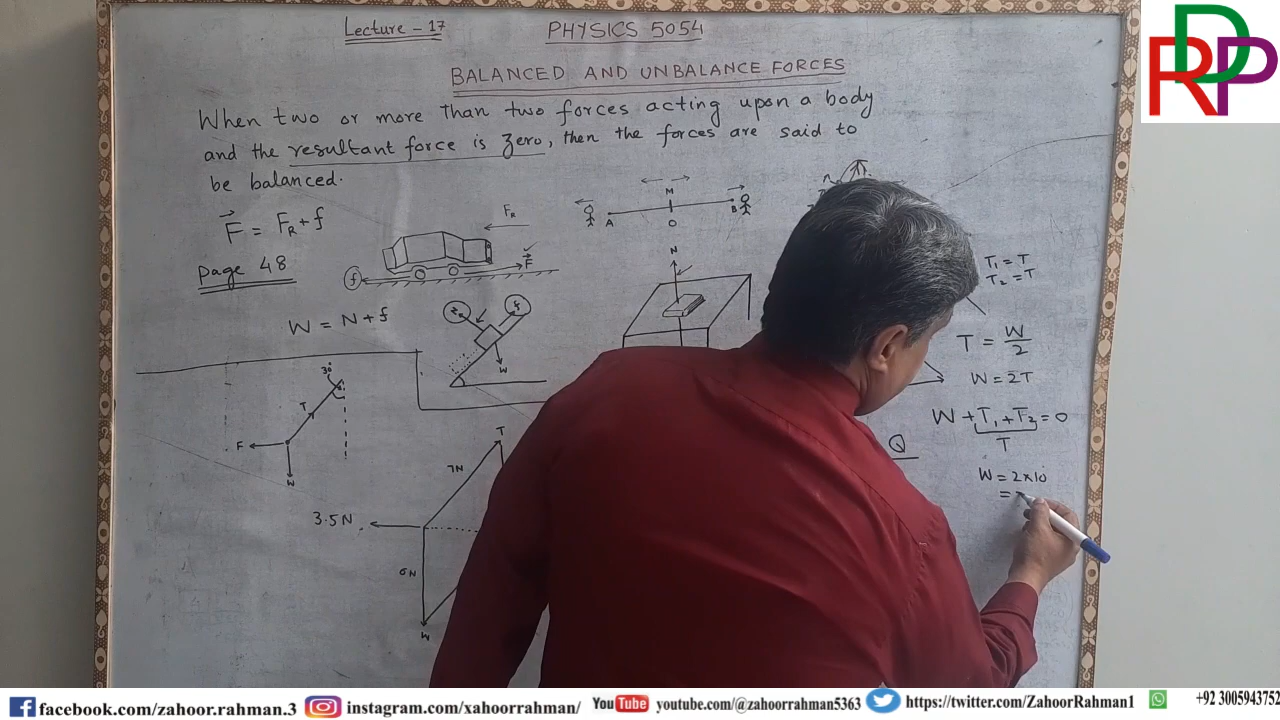 Lecture - 17
PHYSICS 5054
BALANCED AND UNBALANCE FORCES
When two or more than two forces acting upon a body
and the resultant force is zero, then the forces are said to
be balanced.
F = FR + f
Page 48
FR
F
f
A
M
O
B
N
W = N + f
f
W
30°
T
F
W
T
7N
3.5N
6N
W
T1 = T
T2 = T
T = W/2
W = 2T
W + T1 + T2 = 0
T
Q
W = 2×10
=
RDP
facebook.com/zahoor.rahman.3
instagram.com/xahoorrahman/
YouTube youtube.com/@zahoorrahman5363
https://twitter.com/ZahoorRahman1
+92 3005943752